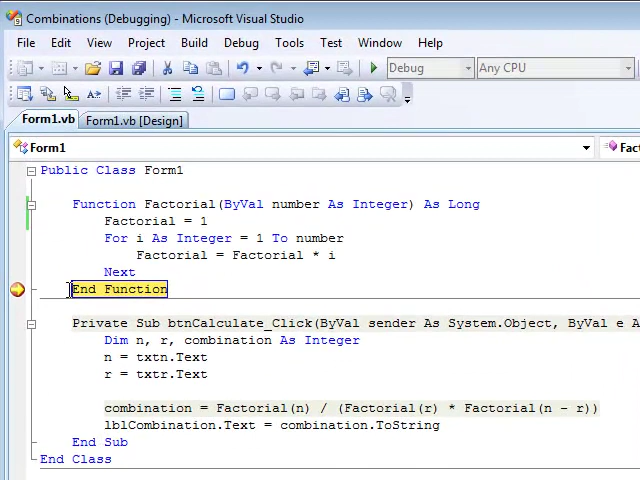 Combinations (Debugging) - Microsoft Visual Studio
File Edit View Project Build Debug Tools Test Window Help
Debug Any CPU
Form1.vb Form1.vb [Design]
Form1 Fac
Public Class Form1
Function Factorial(ByVal number As Integer) As Long
Factorial = 1
For i As Integer = 1 To number
Factorial = Factorial * i
Next
End Function
Private Sub btnCalculate_Click(ByVal sender As System.Object, ByVal e A
Dim n, r, combination As Integer
n = txtn.Text
r = txtr.Text
combination = Factorial(n) / (Factorial(r) * Factorial(n - r))
lblCombination.Text = combination.ToString
End Sub
End Class